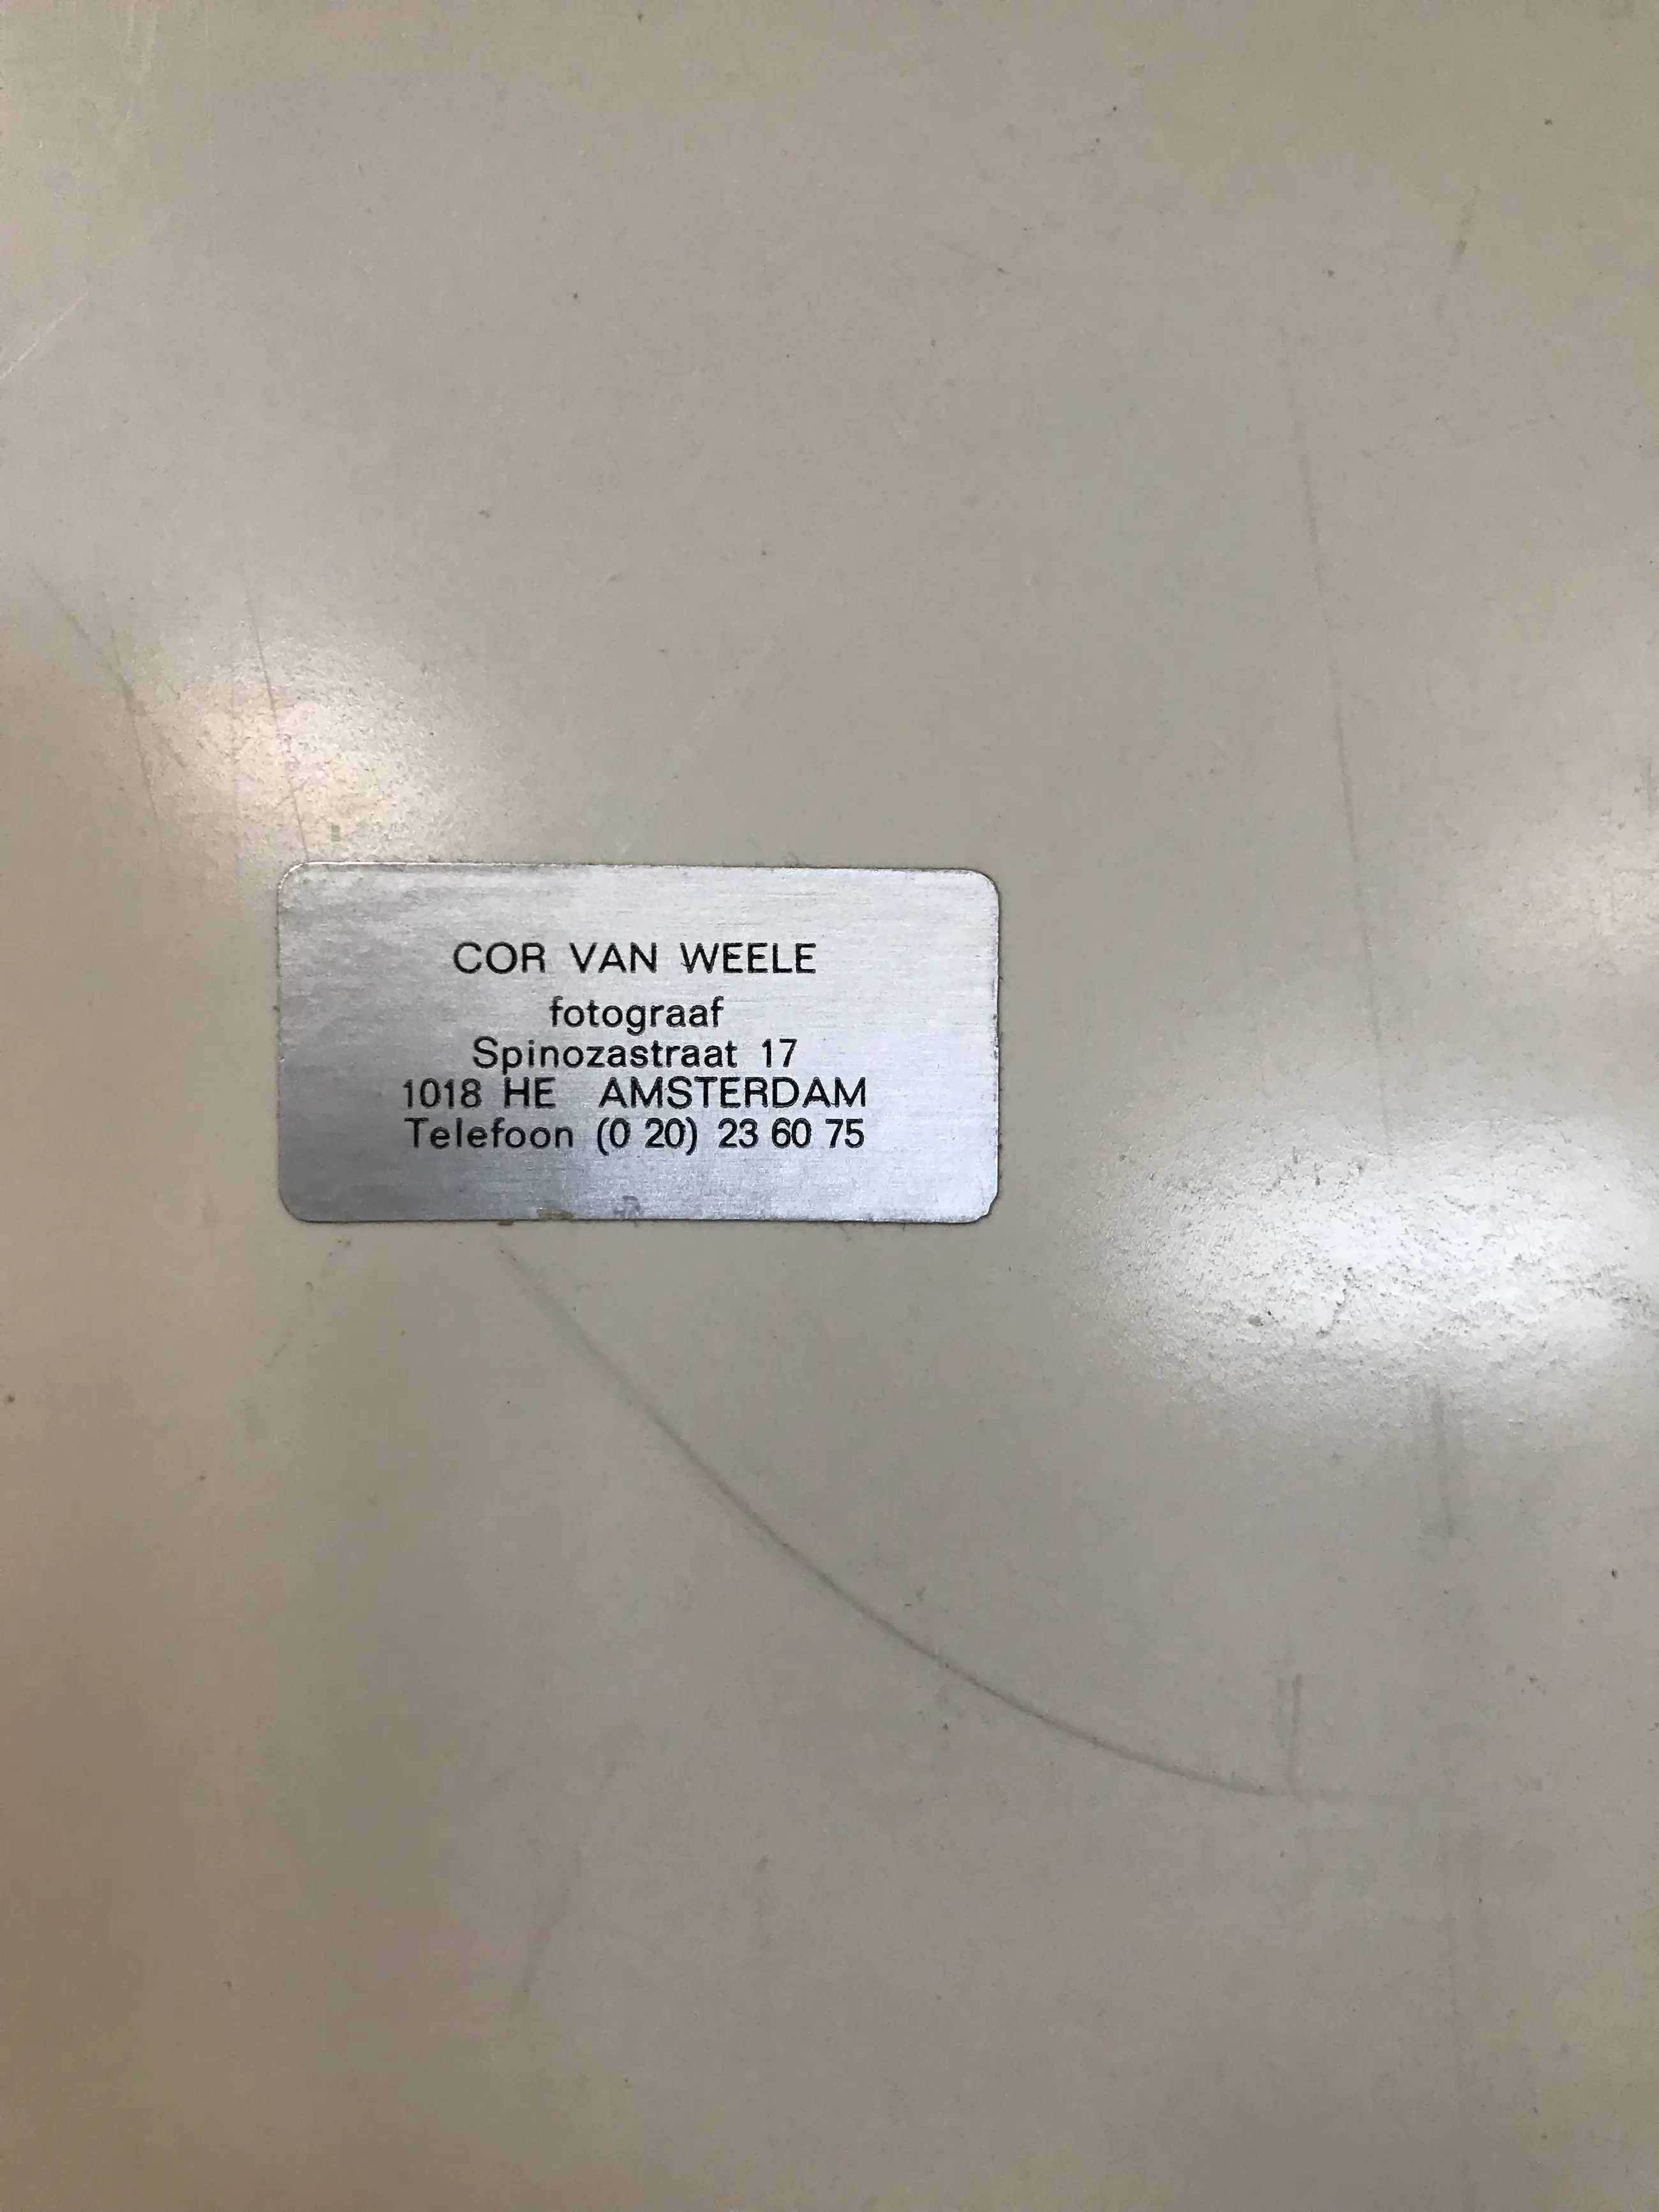 COR VAN WEELE
fotograaf
Spinozastraat 17
1018 HE AMSTERDAM
Telefoon (0 20) 23 60 75